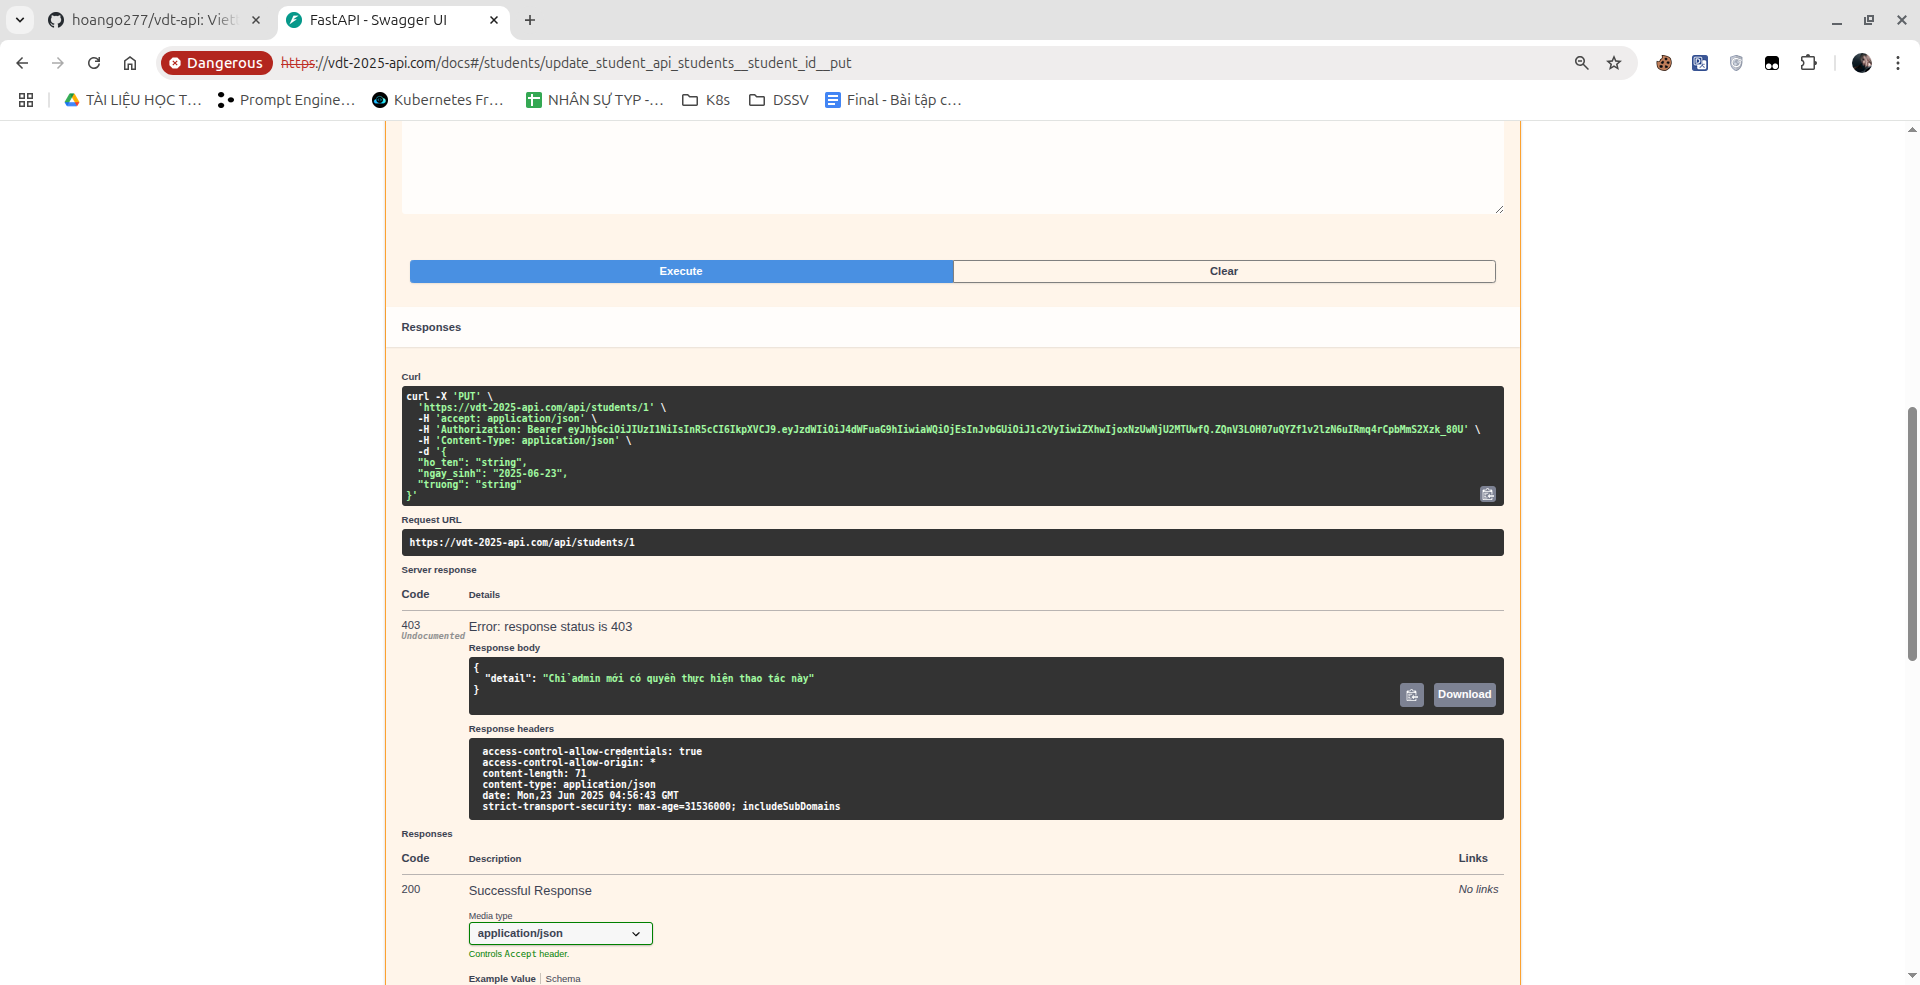 hoango277/vdt-api: Viet
FastAPI - Swagger UI
Dangerous
https://vdt-2025-api.com/docs#/students/update_student_api_students__student_id__put
TÀI LIỆU HỌC T...
Prompt Engine...
Kubernetes Fr...
NHÂN SỰ TYP -...
K8s
DSSV
Final - Bài tập c...
Execute
Clear
Responses
Curl
curl -X 'PUT' \
'https://vdt-2025-api.com/api/students/1' \
-H 'accept: application/json' \
-H 'Authorization: Bearer eyJhbGciOiJIUzI1NiIsInR5cCI6IkpXVCJ9.eyJzdWIiOiJ4dWFuaG9hIiwiaWQiOjEsInJvbGUiOiJ1c2VyIiwiZXhwIjoxNzUwNjU2MTUwfQ.ZQnV3LOH07uQYZf1v2lzN6uIRmq4rCpbMmS2Xzk_80U' \
-H 'Content-Type: application/json' \
-d '{
"ho_ten": "string",
"ngay_sinh": "2025-06-23",
"truong": "string"
}'
Request URL
https://vdt-2025-api.com/api/students/1
Server response
Code Details
403 Error: response status is 403
Undocumented
Response body
{
"detail": "Chỉ admin mới có quyền thực hiện thao tác này"
}
Download
Response headers
access-control-allow-credentials: true
access-control-allow-origin: *
content-length: 71
content-type: application/json
date: Mon,23 Jun 2025 04:56:43 GMT
strict-transport-security: max-age=31536000; includeSubDomains
Responses
Code Description Links
200 Successful Response No links
Media type
application/json
Controls Accept header.
Example Value Schema